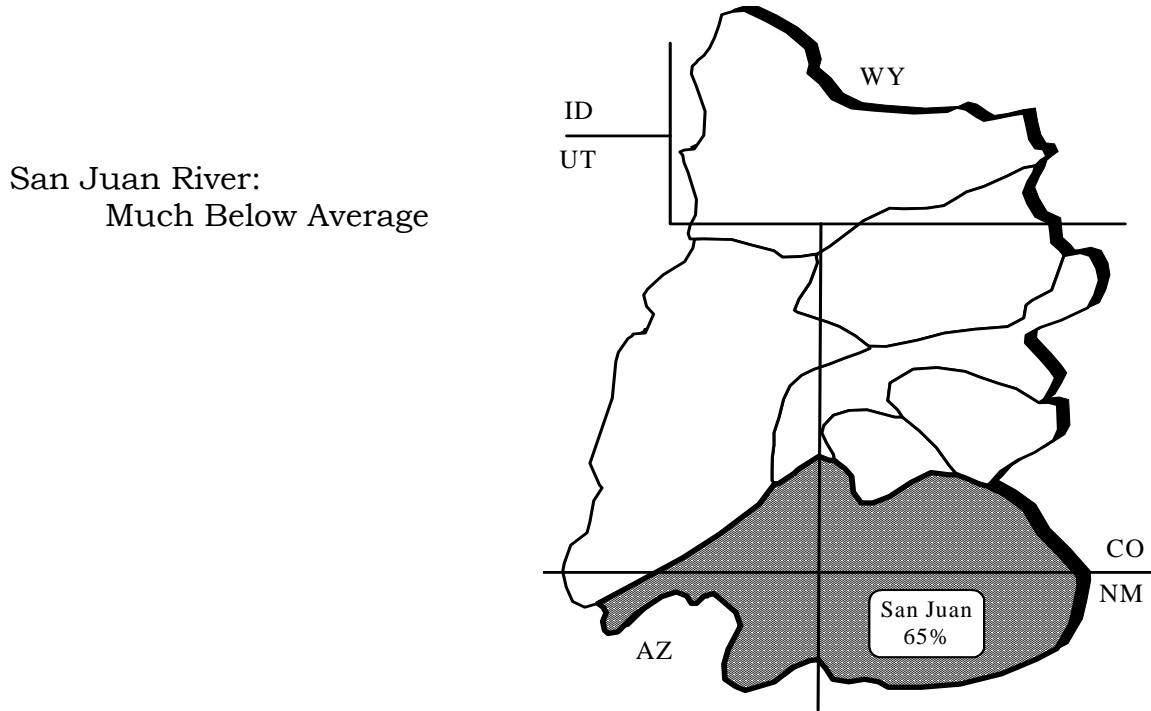 San Juan River:
Much Below Average
WY
ID
UT
CO
NM
San Juan
65%
AZ